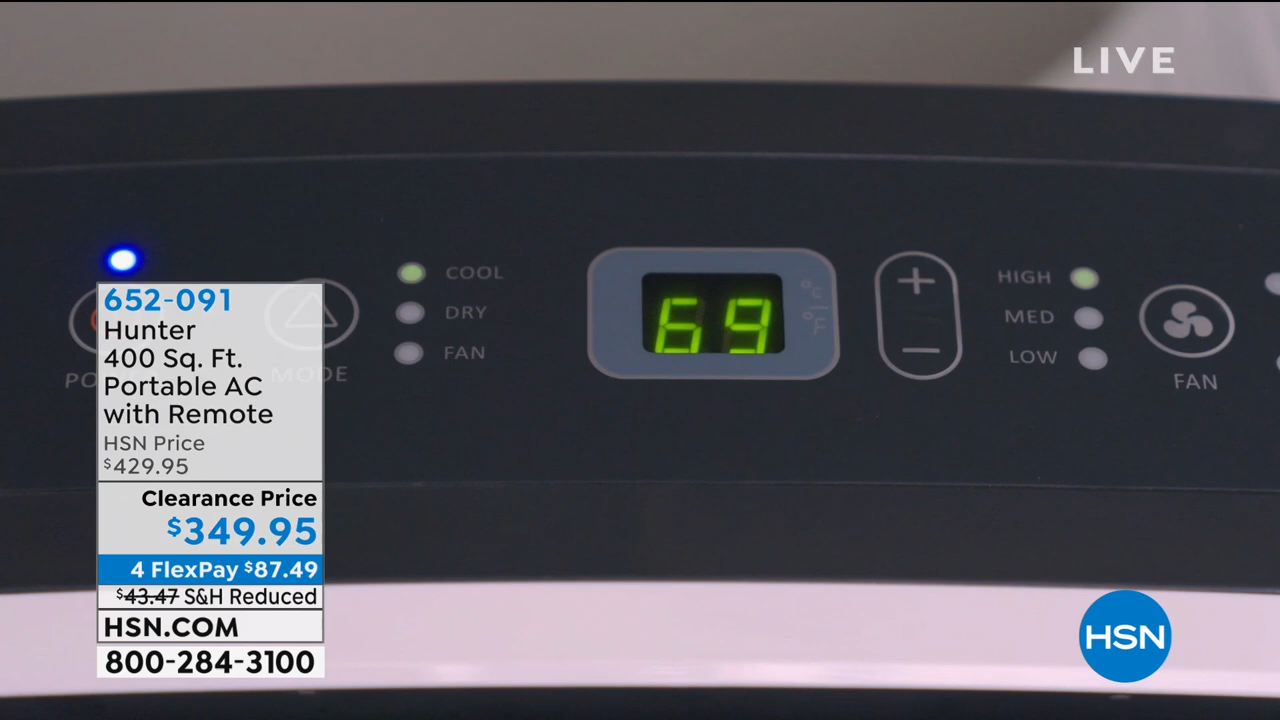 LIVE
652-091
Hunter
400 Sq. Ft.
Portable AC
with Remote
HSN Price
$429.95
Clearance Price
$349.95
4 FlexPay $87.49
$43.47 S&H Reduced
HSN.COM
800-284-3100
PO
MODE
COOL
DRY
FAN
69
°F
+
−
HIGH
MED
LOW
FAN
HSN